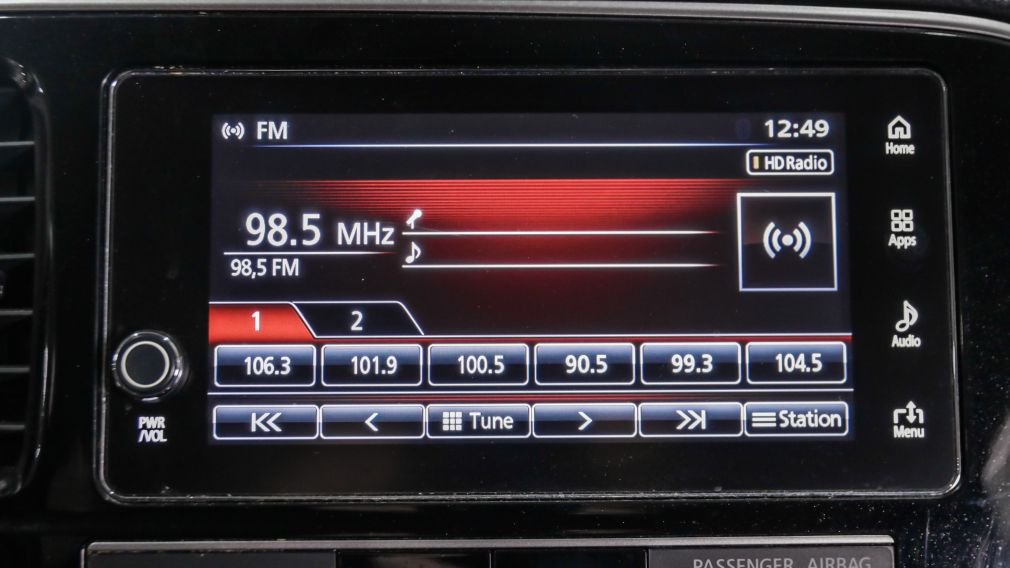 FM 12:49
HD Radio
98.5 MHz
98,5 FM
1 2
106.3 101.9 100.5 90.5 99.3 104.5
Tune Station
PWR
/VOL
Home
Apps
Audio
Menu
PASSENGER AIRBAG